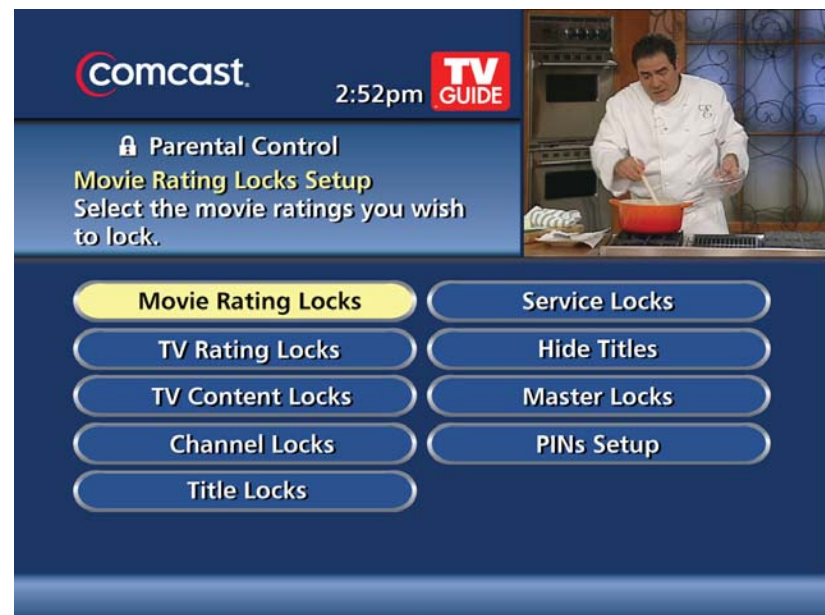 comcast.
2:52pm
TV
GUIDE
Parental Control
Movie Rating Locks Setup
Select the movie ratings you wish
to lock.
Movie Rating Locks
Service Locks
TV Rating Locks
Hide Titles
TV Content Locks
Master Locks
Channel Locks
PINs Setup
Title Locks